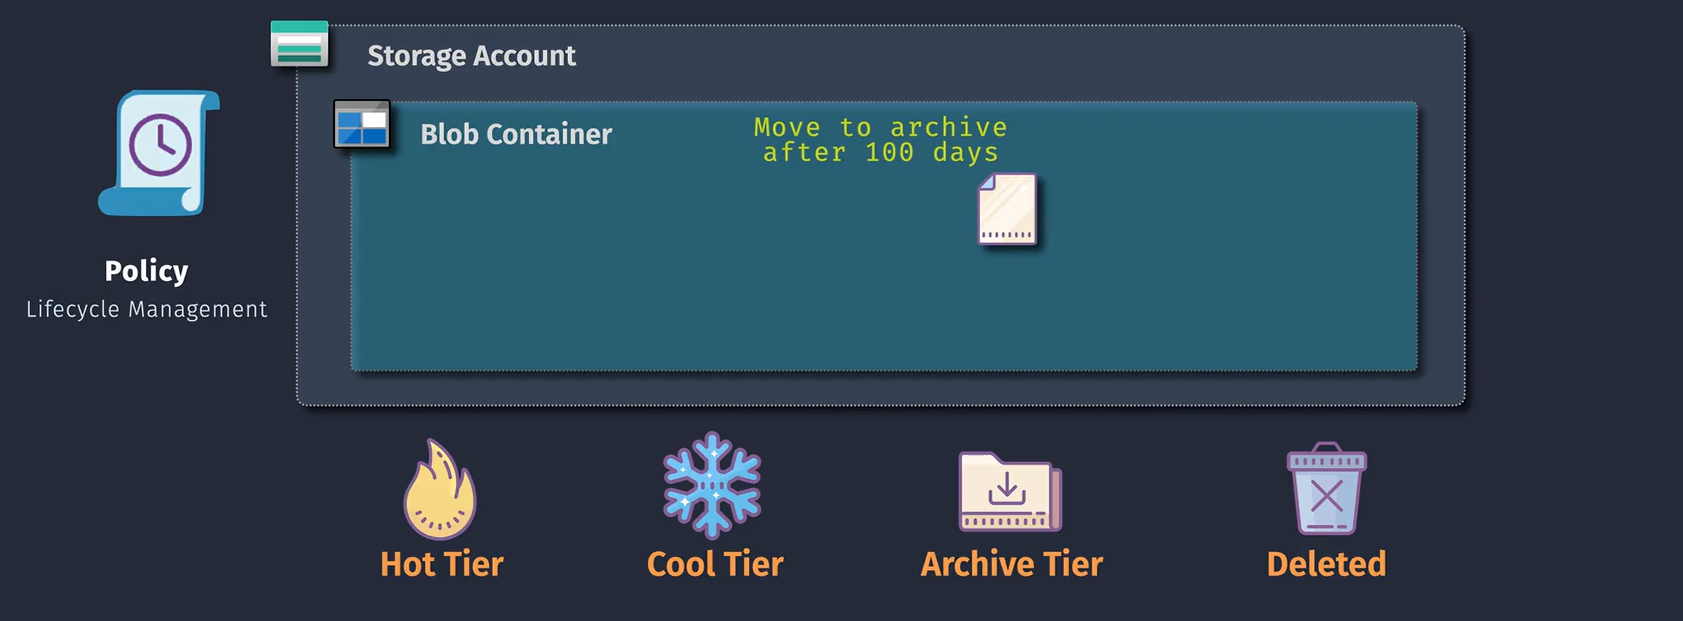 Storage Account
Blob Container
Move to archive
after 100 days
Policy
Lifecycle Management
Hot Tier
Cool Tier
Archive Tier
Deleted